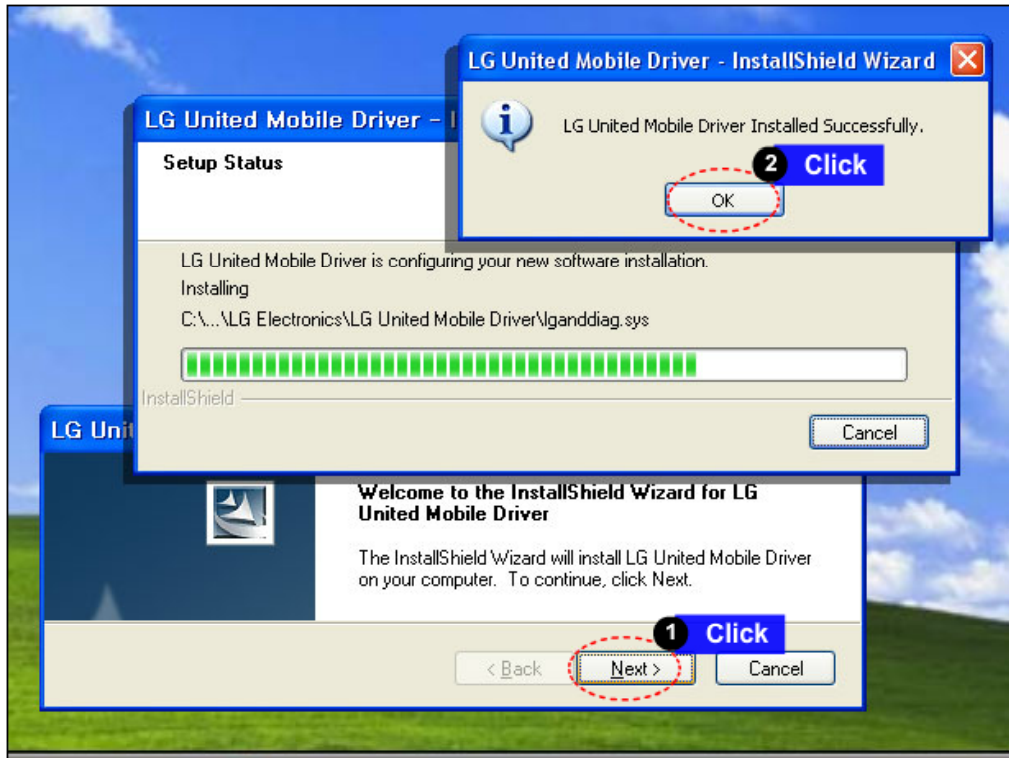 LG United Mobile Driver - InstallShield Wizard
LG United Mobile Driver Installed Successfully.
2 Click
OK
LG United Mobile Driver –
Setup Status
LG United Mobile Driver is configuring your new software installation.
Installing
C:\...\LG Electronics\LG United Mobile Driver\lganddiag.sys
InstallShield
Cancel
LG Unit
Welcome to the InstallShield Wizard for LG
United Mobile Driver
The InstallShield Wizard will install LG United Mobile Driver
on your computer. To continue, click Next.
1 Click
< Back
Next >
Cancel